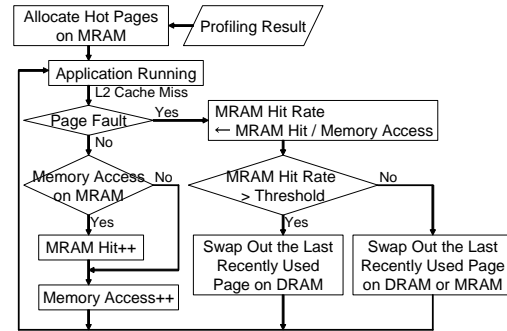 Allocate Hot Pages
on MRAM
Profiling Result
Application Running
L2 Cache Miss
Page Fault
Yes
No
MRAM Hit Rate
← MRAM Hit / Memory Access
Memory Access
on MRAM
No
Yes
MRAM Hit Rate
> Threshold
No
Yes
MRAM Hit++
Memory Access++
Swap Out the Last
Recently Used
Page on DRAM
Swap Out the Last
Recently Used Page
on DRAM or MRAM